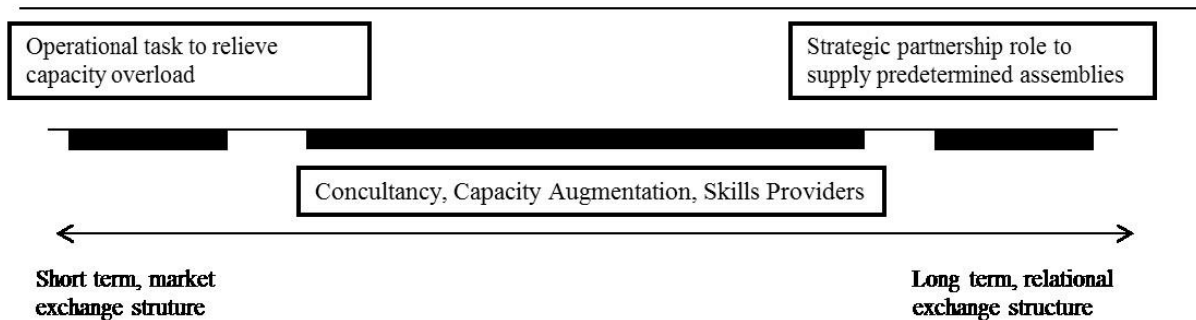 Operational task to relieve
capacity overload
Strategic partnership role to
supply predetermined assemblies
Concultancy, Capacity Augmentation, Skills Providers
Short term, market
exchange struture
Long term, relational
exchange structure